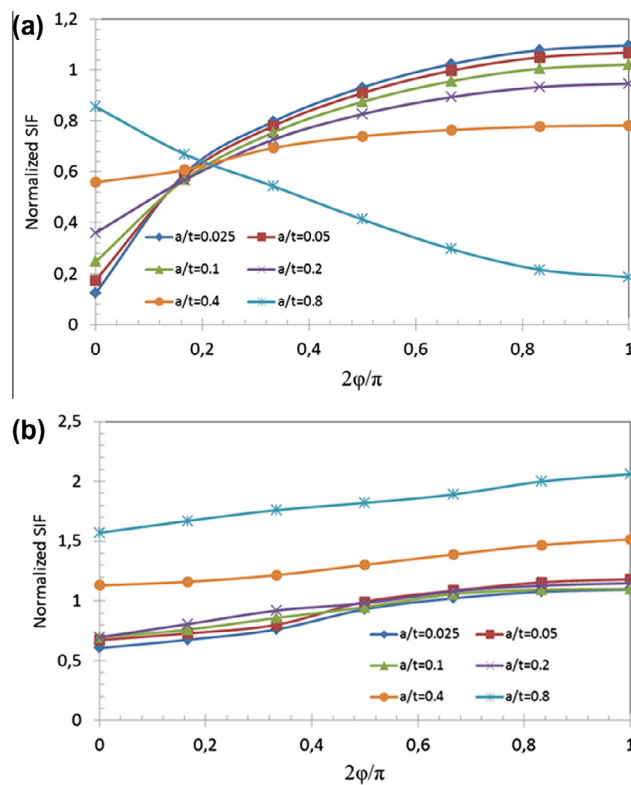 (a)
1,2
1
0,8
0,6
0,4
0,2
0
Normalized SIF
a/t=0.025
a/t=0.05
a/t=0.1
a/t=0.2
a/t=0.4
a/t=0.8
0
0,2
0,4
0,6
0,8
1
2φ/π
(b)
2,5
2
1,5
1
0,5
0
Normalized SIF
a/t=0.025
a/t=0.05
a/t=0.1
a/t=0.2
a/t=0.4
a/t=0.8
0
0,2
0,4
0,6
0,8
1
2φ/π